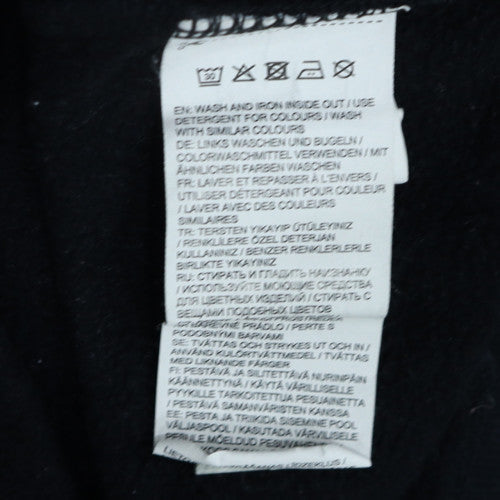 30
EN: WASH AND IRON INSIDE OUT / USE
DETERGENT FOR COLOURS / WASH
WITH SIMILAR COLOURS
DE: LINKS WASCHEN UND BÜGELN /
COLORWASCHMITTEL VERWENDEN / MIT
ÄHNLICHEN FARBEN WASCHEN
FR: LAVER ET REPASSER À L'ENVERS /
UTILISER DÉTERGENT POUR COULEUR
/ LAVER AVEC DES COULEURS
SIMILAIRES
TR: TERSTEN YIKAYIP ÜTÜLEYINIZ
/ RENKLILERE ÖZEL DETERJAN
KULLANINIZ / BENZER RENKLERLERLE
BIRLIKTE YIKAYINIZ
RU: СТИРАТЬ И ГЛАДИТЬ НАИЗНАНКУ
/ ИСПОЛЬЗУЙТЕ МОЮЩИЕ СРЕДСТВА
ДЛЯ ЦВЕТНЫХ ИЗДЕЛИЙ / СТИРАТЬ С
ВЕЩАМИ ПОДОБНЫХ ЦВЕТОВ
PRÁDLO / PERTE S
PODOBNÝMI BARVAMI
SE: TVÄTTAS OCH STRYKES UT OCH IN /
ANVÄND KULÖRTVÄTTMEDEL / TVÄTTAS
MED LIKNANDE FÄRGER
FI: PESTÄVÄ JA SILITETTÄVÄ NURINPÄIN
KÄÄNNETTYNÄ / KÄYTÄ VÄRILLISELLE
PYYKILLE TARKOITETTUA PESUAINETTA
/ PESTÄVÄ SAMANVÄRISTEN KANSSA
EE: PESTA JA TRIIKIDA SISEMINE POOL
VÄLJASPOOL / KASUTADA VÄRVILISELE
PESULE MÕELDUD PESUVAHENDIT